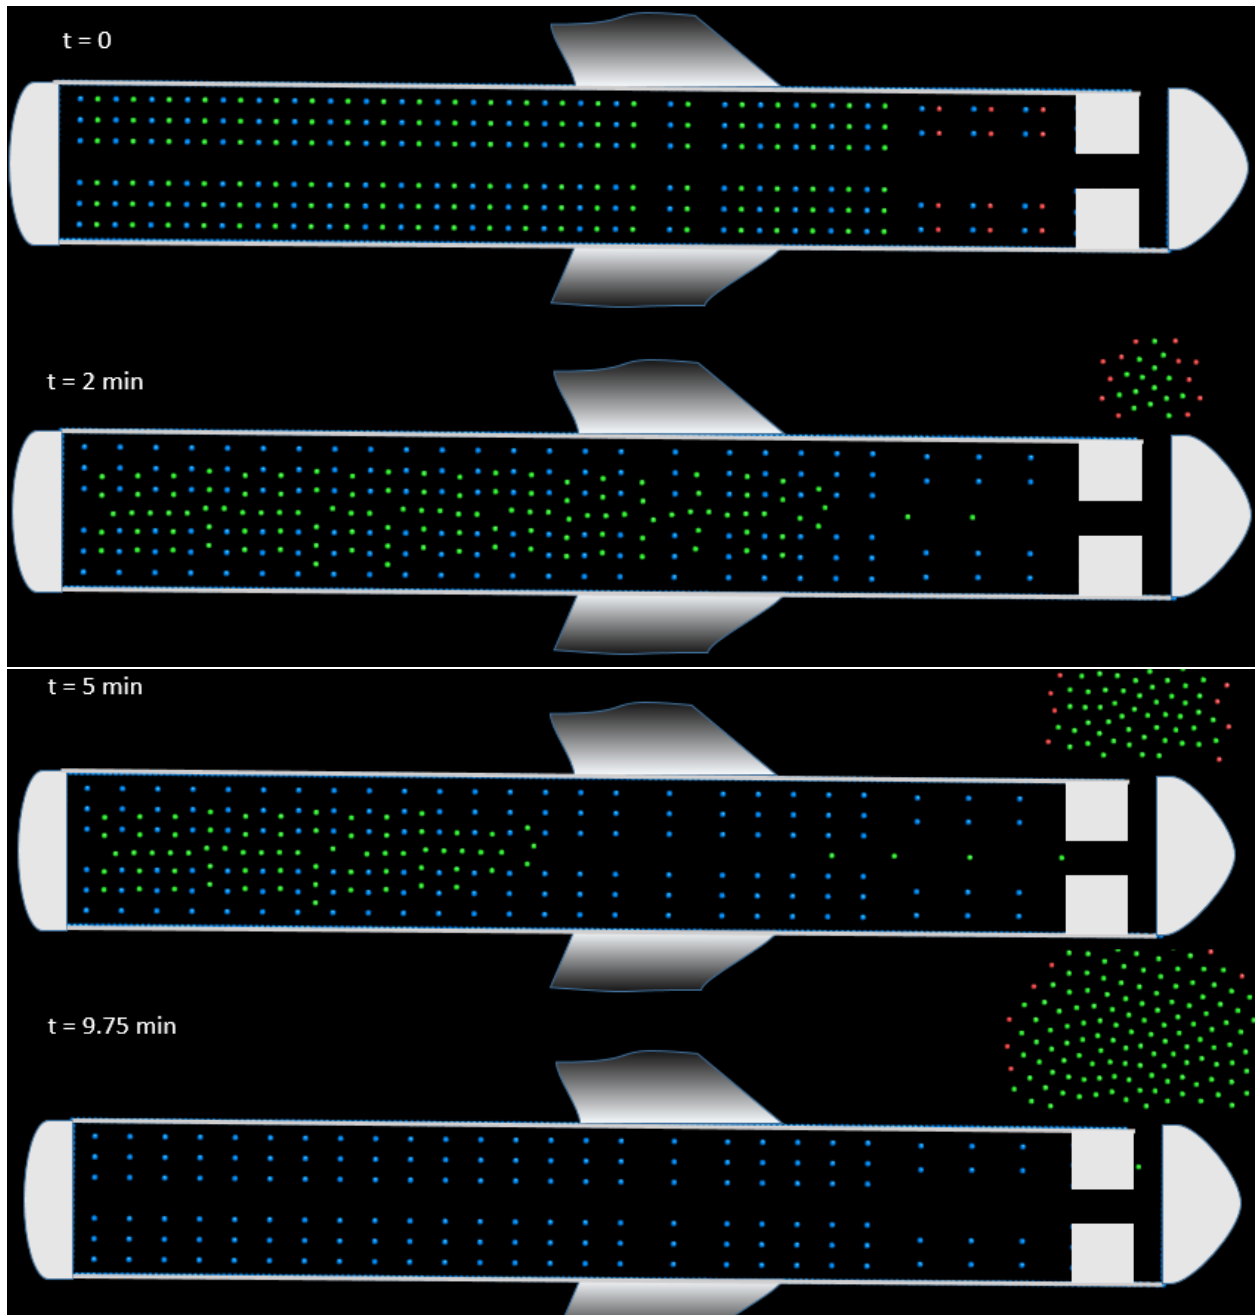 t = 0
t = 2 min
t = 5 min
t = 9.75 min